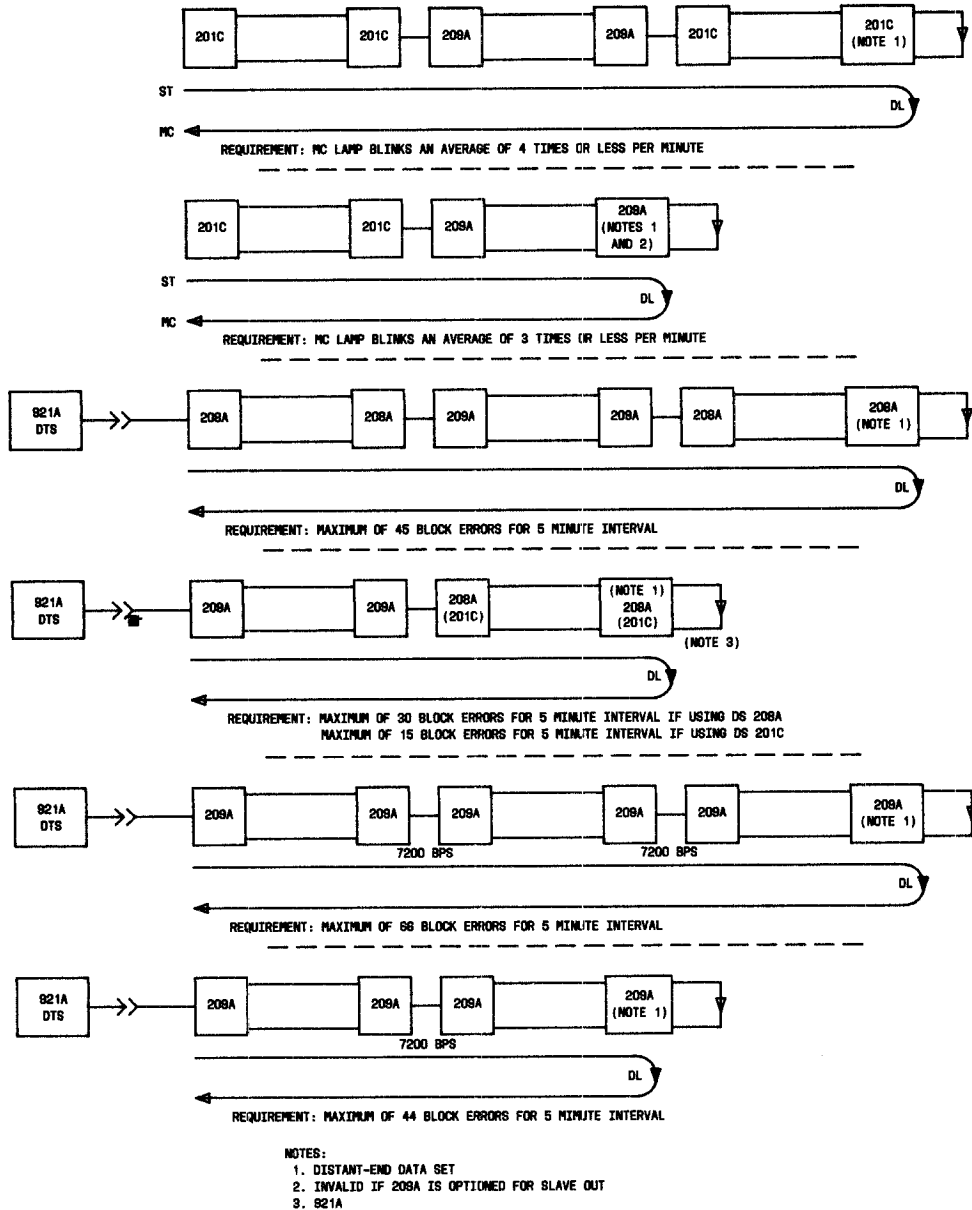 201C 201C 209A 209A 201C 201C
(NOTE 1)
ST
DL
MC
REQUIREMENT: MC LAMP BLINKS AN AVERAGE OF 4 TIMES OR LESS PER MINUTE
201C 201C 209A 209A
(NOTES 1
AND 2)
ST
DL
MC
REQUIREMENT: MC LAMP BLINKS AN AVERAGE OF 3 TIMES OR LESS PER MINUTE
921A
DTS
208A 208A 209A 209A 208A 208A
(NOTE 1)
DL
REQUIREMENT: MAXIMUM OF 45 BLOCK ERRORS FOR 5 MINUTE INTERVAL
921A
DTS
209A 209A 208A
(201C)
(NOTE 1)
208A
(201C)
(NOTE 3)
DL
REQUIREMENT: MAXIMUM OF 30 BLOCK ERRORS FOR 5 MINUTE INTERVAL IF USING DS 208A
MAXIMUM OF 15 BLOCK ERRORS FOR 5 MINUTE INTERVAL IF USING DS 201C
921A
DTS
209A 209A 209A 209A 209A 209A
(NOTE 1)
7200 BPS 7200 BPS
DL
REQUIREMENT: MAXIMUM OF 66 BLOCK ERRORS FOR 5 MINUTE INTERVAL
921A
DTS
209A 209A 209A 209A
(NOTE 1)
7200 BPS
DL
REQUIREMENT: MAXIMUM OF 44 BLOCK ERRORS FOR 5 MINUTE INTERVAL
NOTES:
1. DISTANT-END DATA SET
2. INVALID IF 209A IS OPTIONED FOR SLAVE OUT
3. 921A